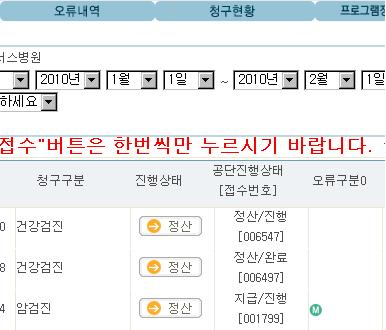 오류내역 청구현황 프로그램정
너스병원
2010년 1월 1일 ~ 2010년 2월 1일
하세요
접수"버튼은 한번씩만 누르시기 바랍니다.
청구구분 진행상태 공단진행상태 [접수번호] 오류구분0
0 건강검진 정산 정산/진행 [006547]
8 건강검진 정산 정산/완료 [006497]
4 암검진 정산 지급/진행 [001799] M